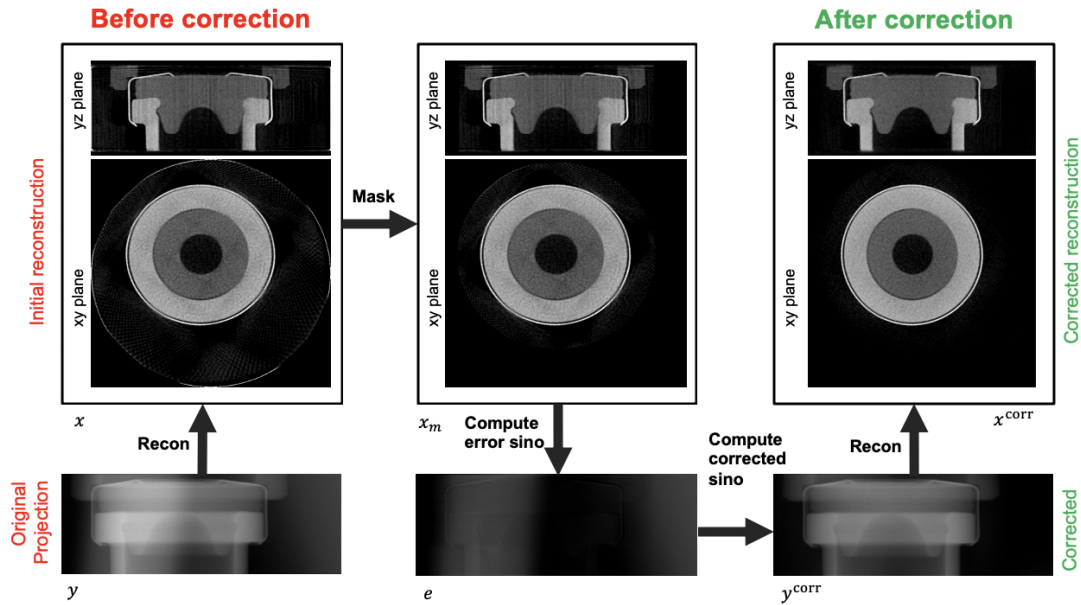 Before correction
After correction
yz plane
yz plane
yz plane
Initial reconstruction
xy plane
Mask
xy plane
xy plane
Corrected reconstruction
x
Recon
x_m
Compute
error sino
Compute
corrected
sino
Recon
x^corr
Original
Projection
Corrected
y
e
y^corr